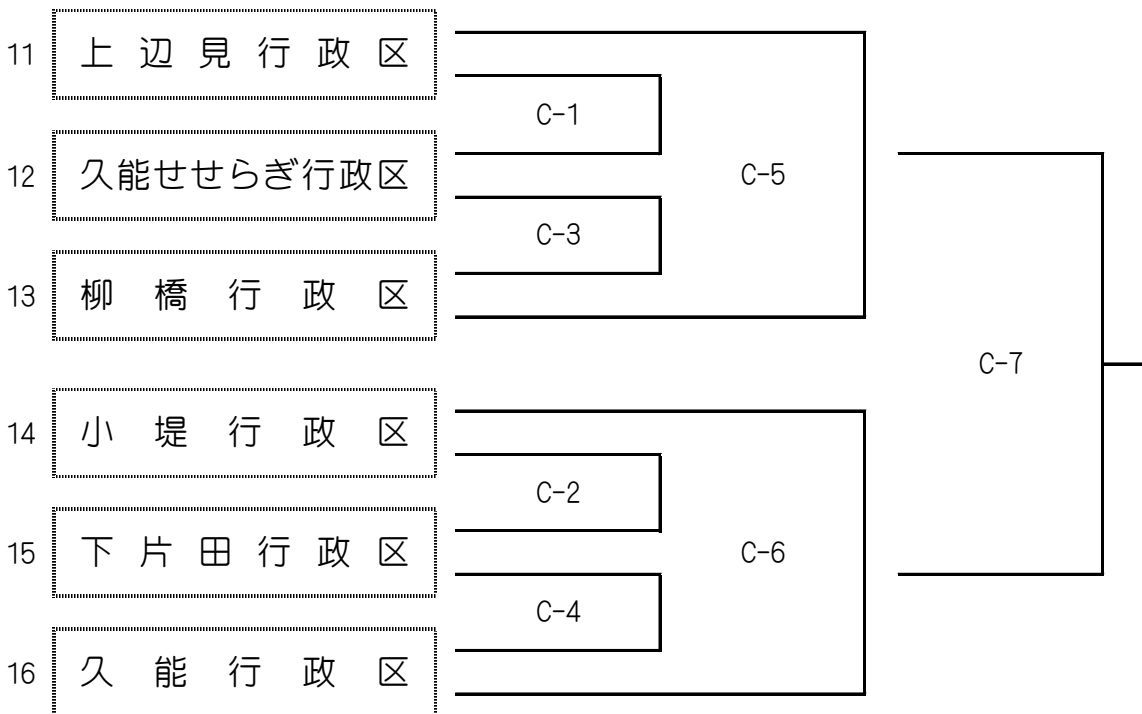 11 上辺見行政区
C-1
12 久能せせらぎ行政区
C-5
C-3
13 柳橋行政区
C-7
14 小堤行政区
C-2
15 下片田行政区
C-6
C-4
16 久能行政区